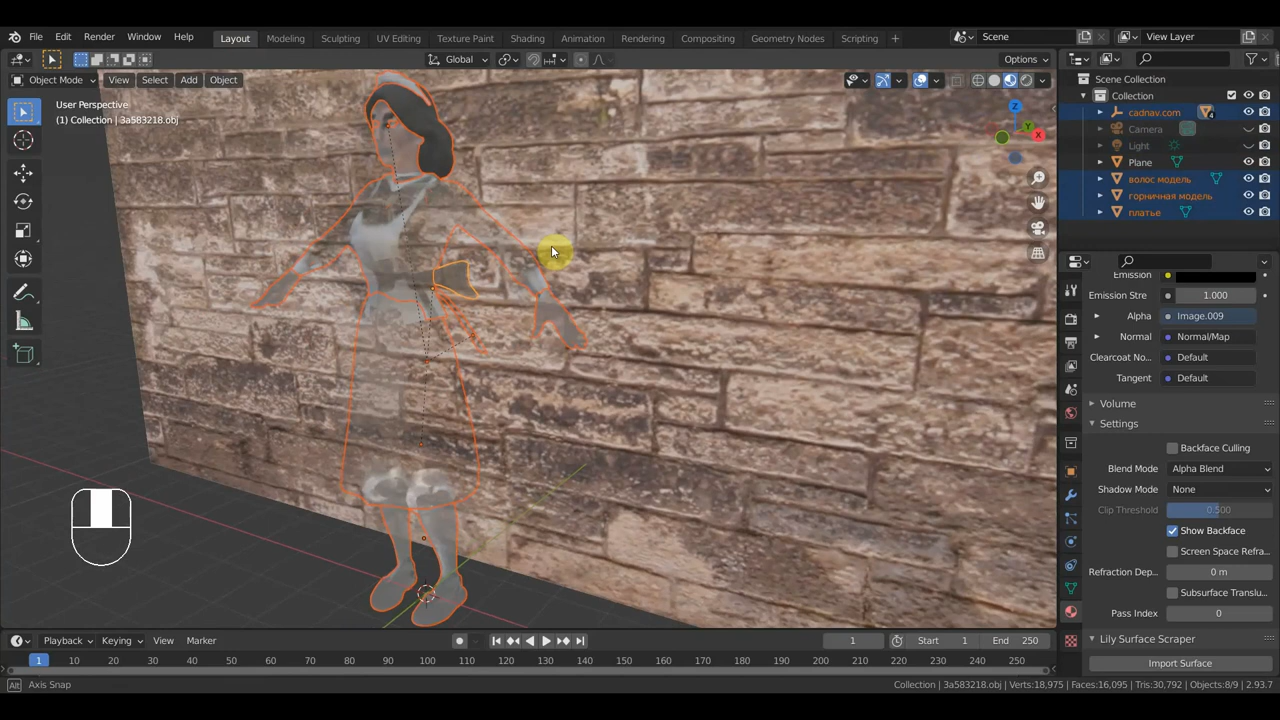 File Edit Render Window Help
Layout Modeling Sculpting UV Editing Texture Paint Shading Animation Rendering Compositing Geometry Nodes Scripting +
Scene
View Layer
Global
Options
Object Mode View Select Add Object
User Perspective
(1) Collection | 3a583218.obj
Z
Y
X
Scene Collection
Collection
cadnav.com 4
Camera
Light
Plane
волос модель
горничная модель
платье
Emission
Emission Stre 1.000
Alpha Image.009
Normal Normal/Map
Clearcoat No... Default
Tangent Default
Volume
Settings
Backface Culling
Blend Mode Alpha Blend
Shadow Mode None
Clip Threshold 0.500
Show Backface
Screen Space Refra...
Refraction Dep... 0 m
Subsurface Translu...
Pass Index 0
Lily Surface Scraper
Import Surface
Playback Keying View Marker
1 Start 1 End 250
1 10 20 30 40 50 60 70 80 90 100 110 120 130 140 150 160 170 180 190 200 210 220 230 240 250
Alt Axis Snap
Collection | 3a583218.obj | Verts:18,975 | Faces:16,095 | Tris:30,792 | Objects:8/9 | 2.93.7